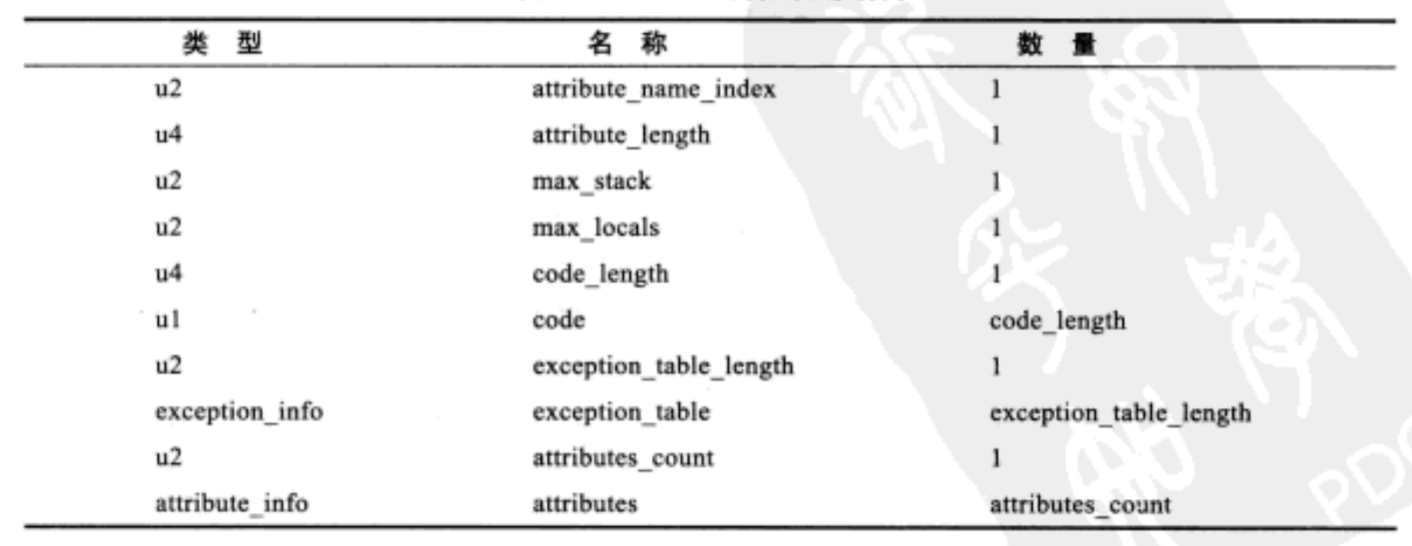 类 型 名 称 数 量
u2 attribute_name_index 1
u4 attribute_length 1
u2 max_stack 1
u2 max_locals 1
u4 code_length 1
u1 code code_length
u2 exception_table_length 1
exception_info exception_table exception_table_length
u2 attributes_count 1
attribute_info attributes attributes_count